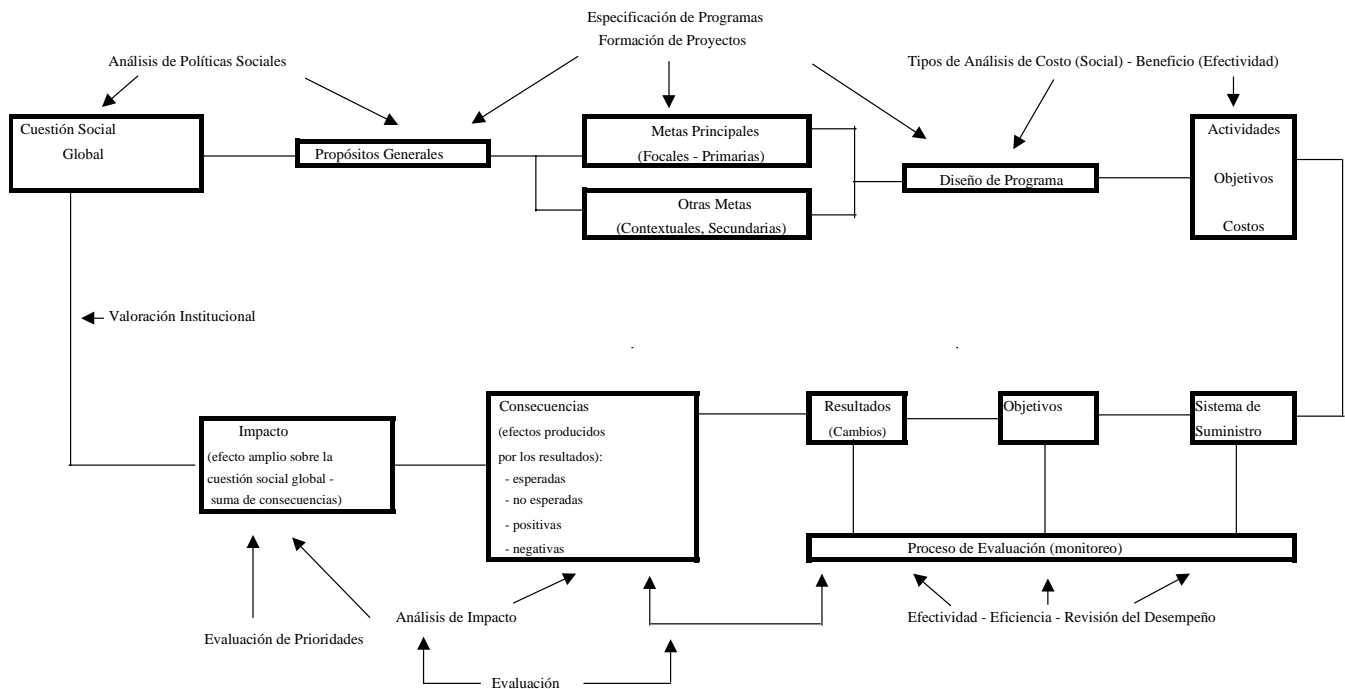 Especificación de Programas
Formación de Proyectos
Análisis de Políticas Sociales
Tipos de Análisis de Costo (Social) - Beneficio (Efectividad)
Cuestión Social
Global
Propósitos Generales
Metas Principales
(Focales - Primarias)
Otras Metas
(Contextuales, Secundarias)
Diseño de Programa
Actividades
Objetivos
Costos
Valoración Institucional
Impacto
(efecto amplio sobre la
cuestión social global -
suma de consecuencias)
Consecuencias
(efectos producidos
por los resultados):
- esperadas
- no esperadas
- positivas
- negativas
Resultados
(Cambios)
Objetivos
Sistema de
Suministro
Proceso de Evaluación (monitoreo)
Análisis de Impacto
Efectividad - Eficiencia - Revisión del Desempeño
Evaluación de Prioridades
Evaluación